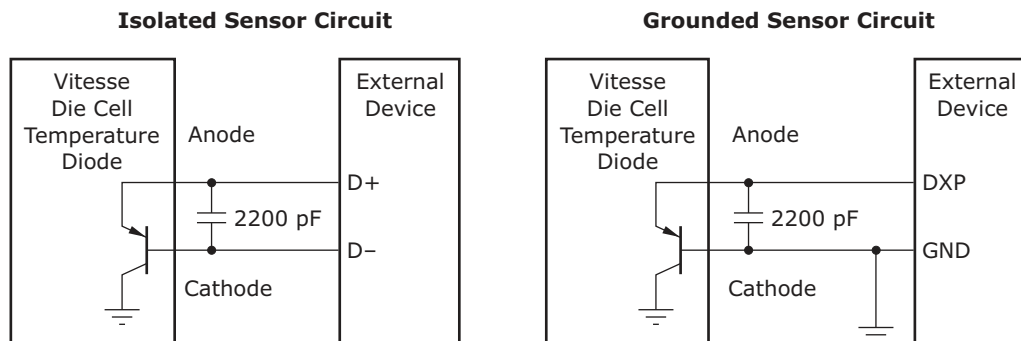 Isolated Sensor Circuit
Vitesse
Die Cell
Temperature
Diode
Anode
External
Device
D+
2200 pF
D–
Cathode
Grounded Sensor Circuit
Vitesse
Die Cell
Temperature
Diode
Anode
External
Device
DXP
2200 pF
GND
Cathode